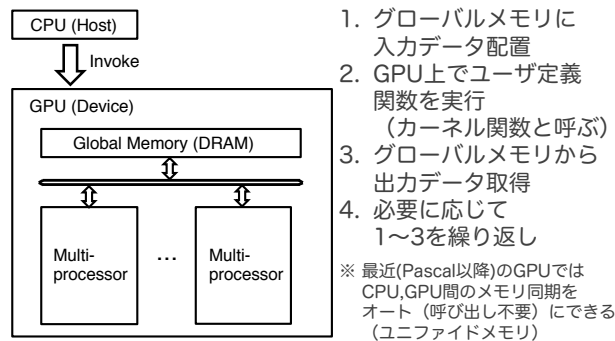 CPU (Host)
Invoke
GPU (Device)
Global Memory (DRAM)
Multi-
processor
...
Multi-
processor
1. グローバルメモリに
入力データ配置
2. GPU上でユーザ定義
関数を実行
（カーネル関数と呼ぶ）
3. グローバルメモリから
出力データ取得
4. 必要に応じて
1〜3を繰り返し
※ 最近(Pascal以降)のGPUでは
CPU,GPU間のメモリ同期を
オート（呼び出し不要）にできる
（ユニファイドメモリ）